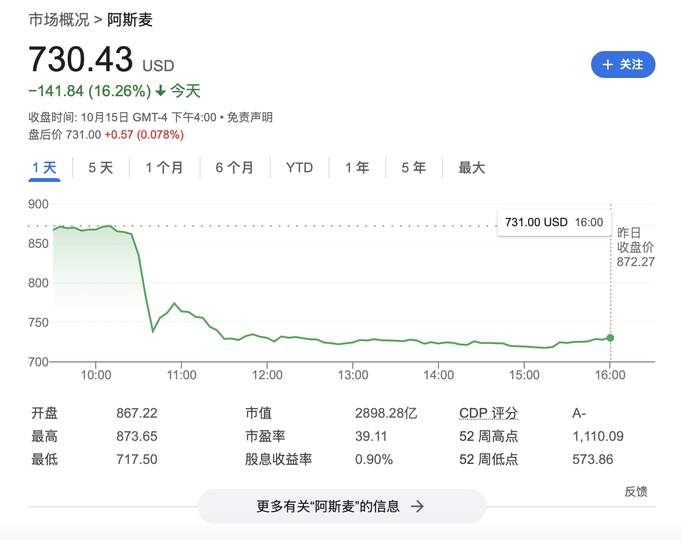 市场概况 > 阿斯麦
730.43 USD
+ 关注
−141.84 (16.26%) ↓ 今天
收盘时间: 10月15日 GMT-4 下午4:00 • 免责声明
盘后价 731.00 +0.57 (0.078%)
1 天 5 天 1 个月 6 个月 YTD 1 年 5 年 最大
900
850
800
750
700
731.00 USD 16:00
昨日
收盘价
872.27
10:00 11:00 12:00 13:00 14:00 15:00 16:00
开盘 867.22 市值 2898.28亿 CDP 评分 A-
最高 873.65 市盈率 39.11 52 周高点 1,110.09
最低 717.50 股息收益率 0.90% 52 周低点 573.86
反馈
更多有关“阿斯麦”的信息 →